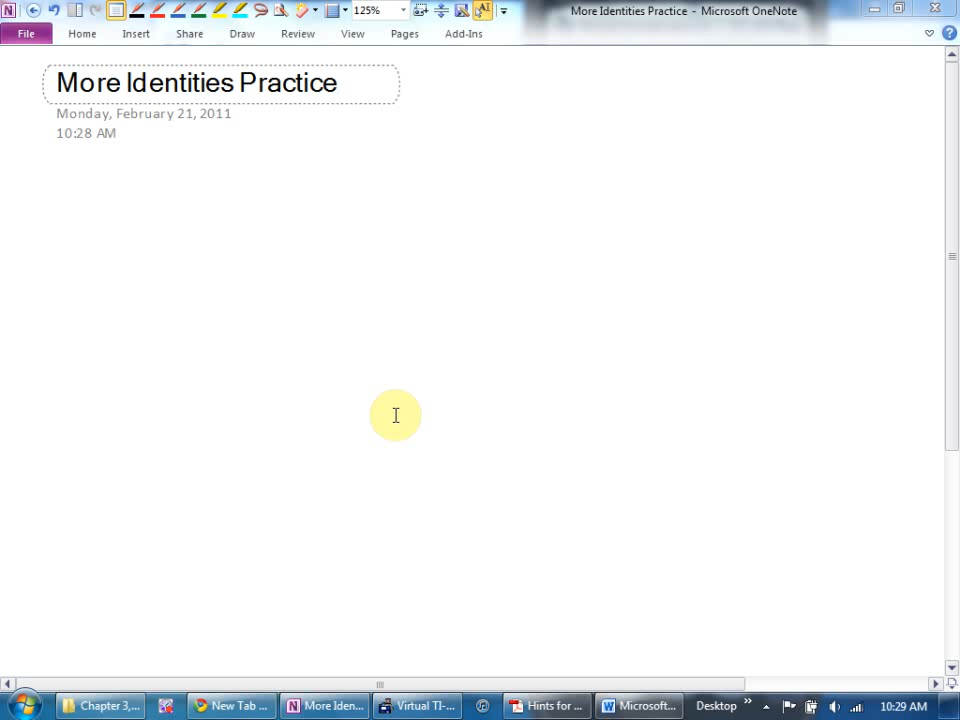 125% More Identities Practice - Microsoft OneNote
File Home Insert Share Draw Review View Pages Add-Ins
More Identities Practice
Monday, February 21, 2011
10:28 AM
Chapter 3,... New Tab ... More Iden... Virtual TI-... Hints for ... Microsoft... Desktop 10:29 AM